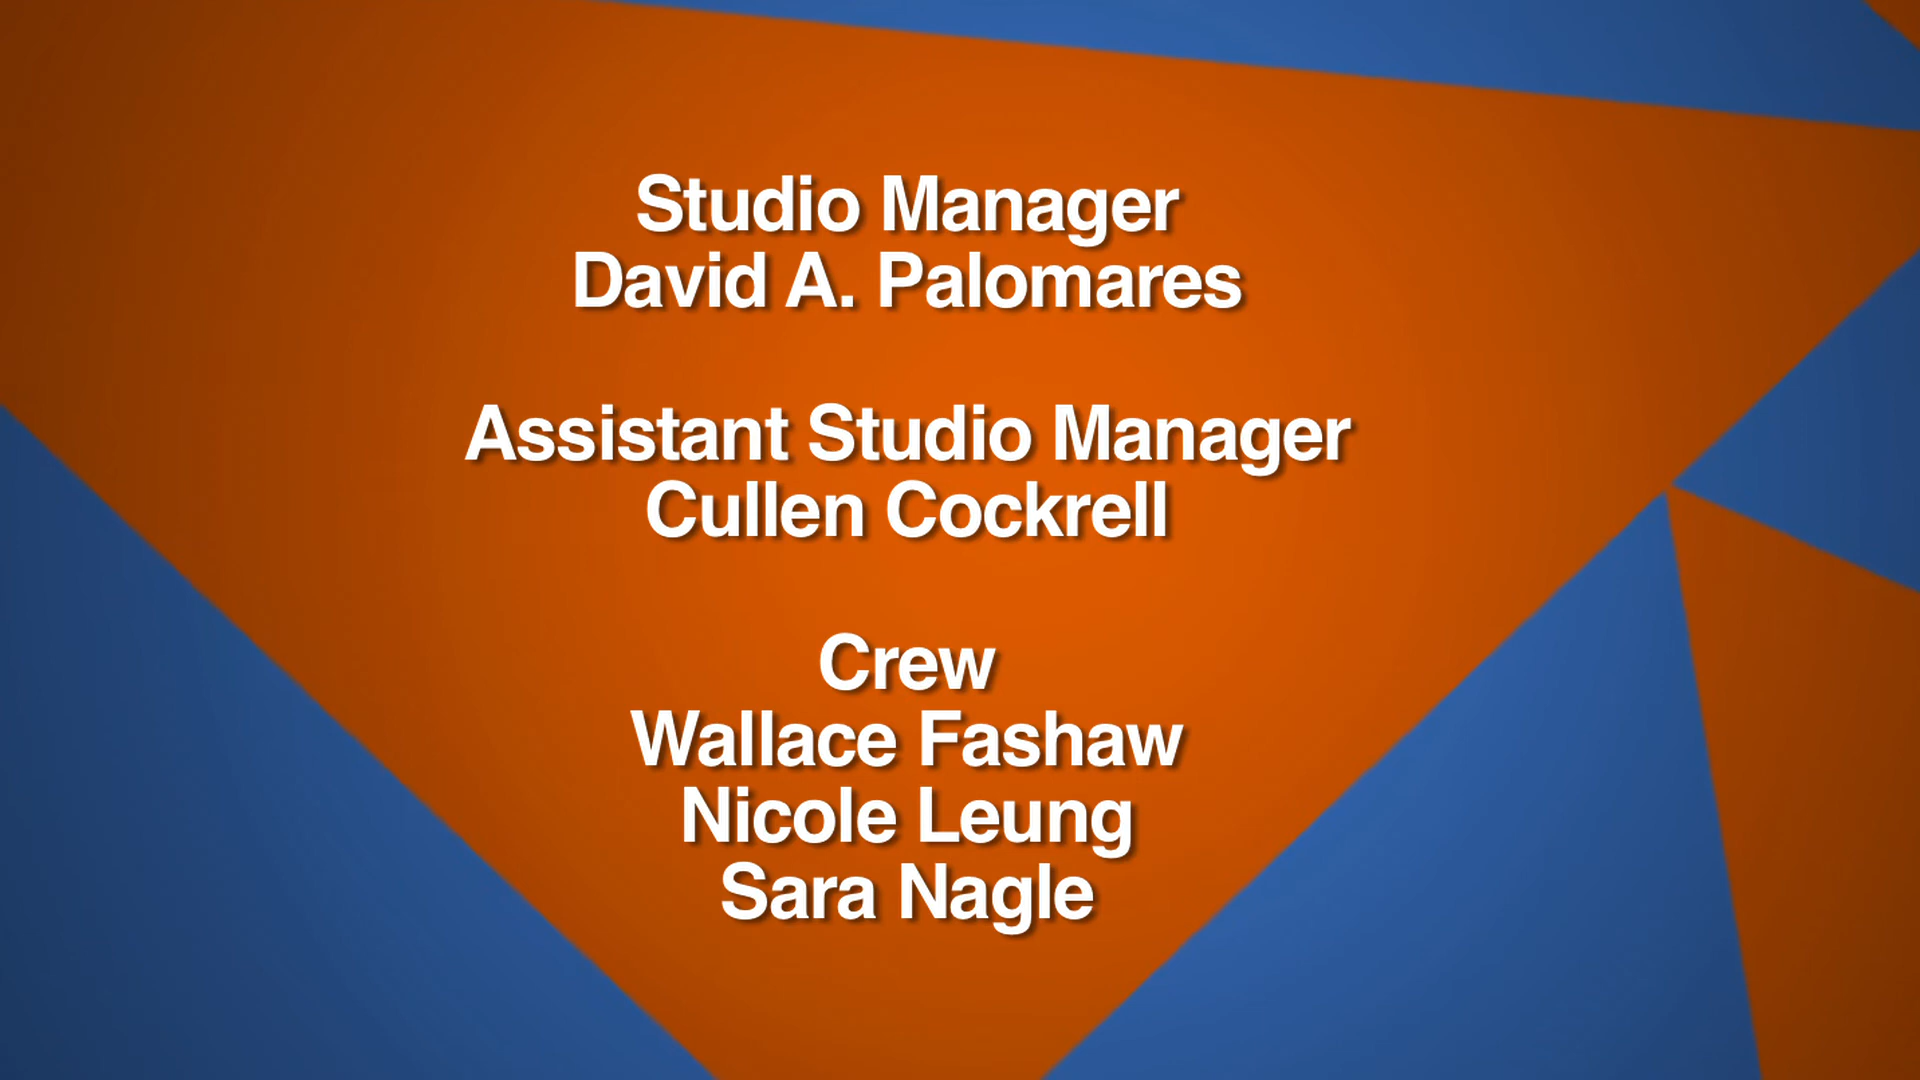 Studio Manager
David A. Palomares
Assistant Studio Manager
Cullen Cockrell
Crew
Wallace Fashaw
Nicole Leung
Sara Nagle